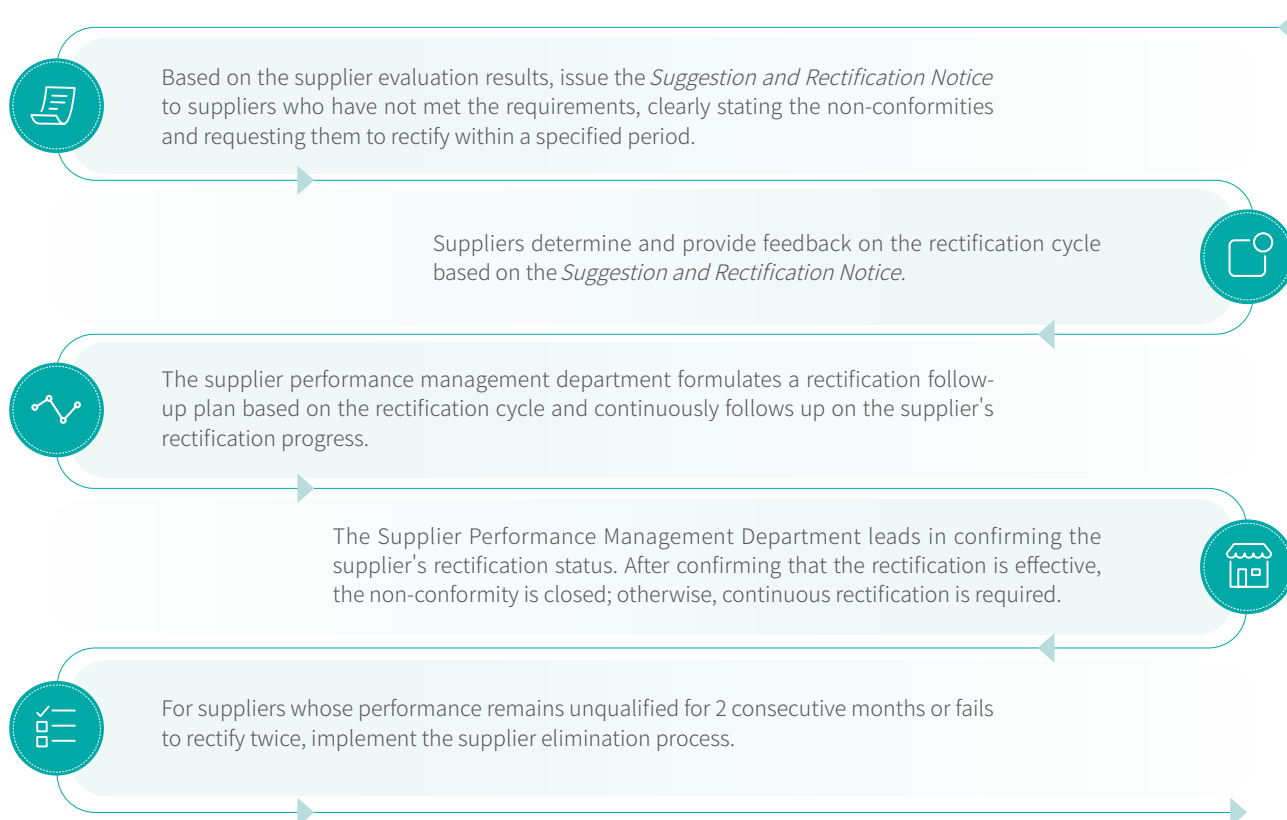 Based on the supplier evaluation results, issue the Suggestion and Rectification Notice
to suppliers who have not met the requirements, clearly stating the non-conformities
and requesting them to rectify within a specified period.
Suppliers determine and provide feedback on the rectification cycle
based on the Suggestion and Rectification Notice.
The supplier performance management department formulates a rectification follow-
up plan based on the rectification cycle and continuously follows up on the supplier's
rectification progress.
The Supplier Performance Management Department leads in confirming the
supplier's rectification status. After confirming that the rectification is effective,
the non-conformity is closed; otherwise, continuous rectification is required.
For suppliers whose performance remains unqualified for 2 consecutive months or fails
to rectify twice, implement the supplier elimination process.